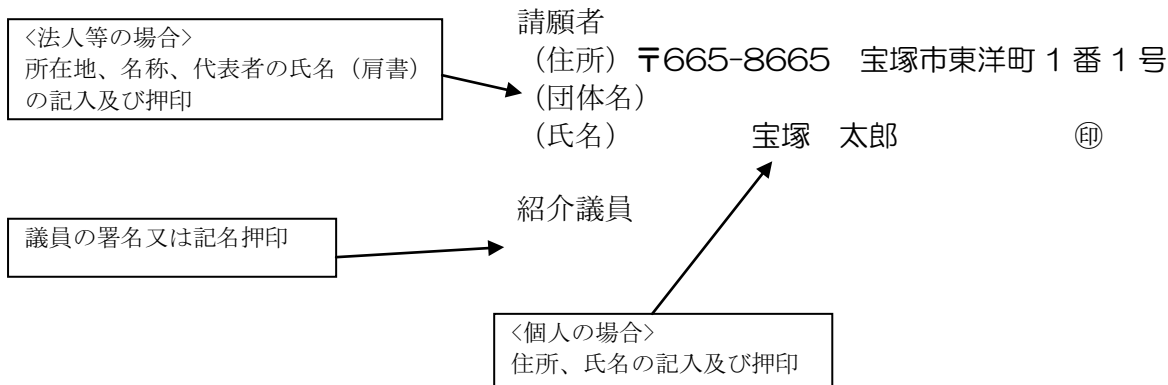 請願者
<法人等の場合>
所在地、名称、代表者の氏名（肩書）
の記入及び押印
（住所）〒665-8665　宝塚市東洋町１番１号
（団体名）
（氏名）　宝塚　太郎　㊞
紹介議員
議員の署名又は記名押印
<個人の場合>
住所、氏名の記入及び押印